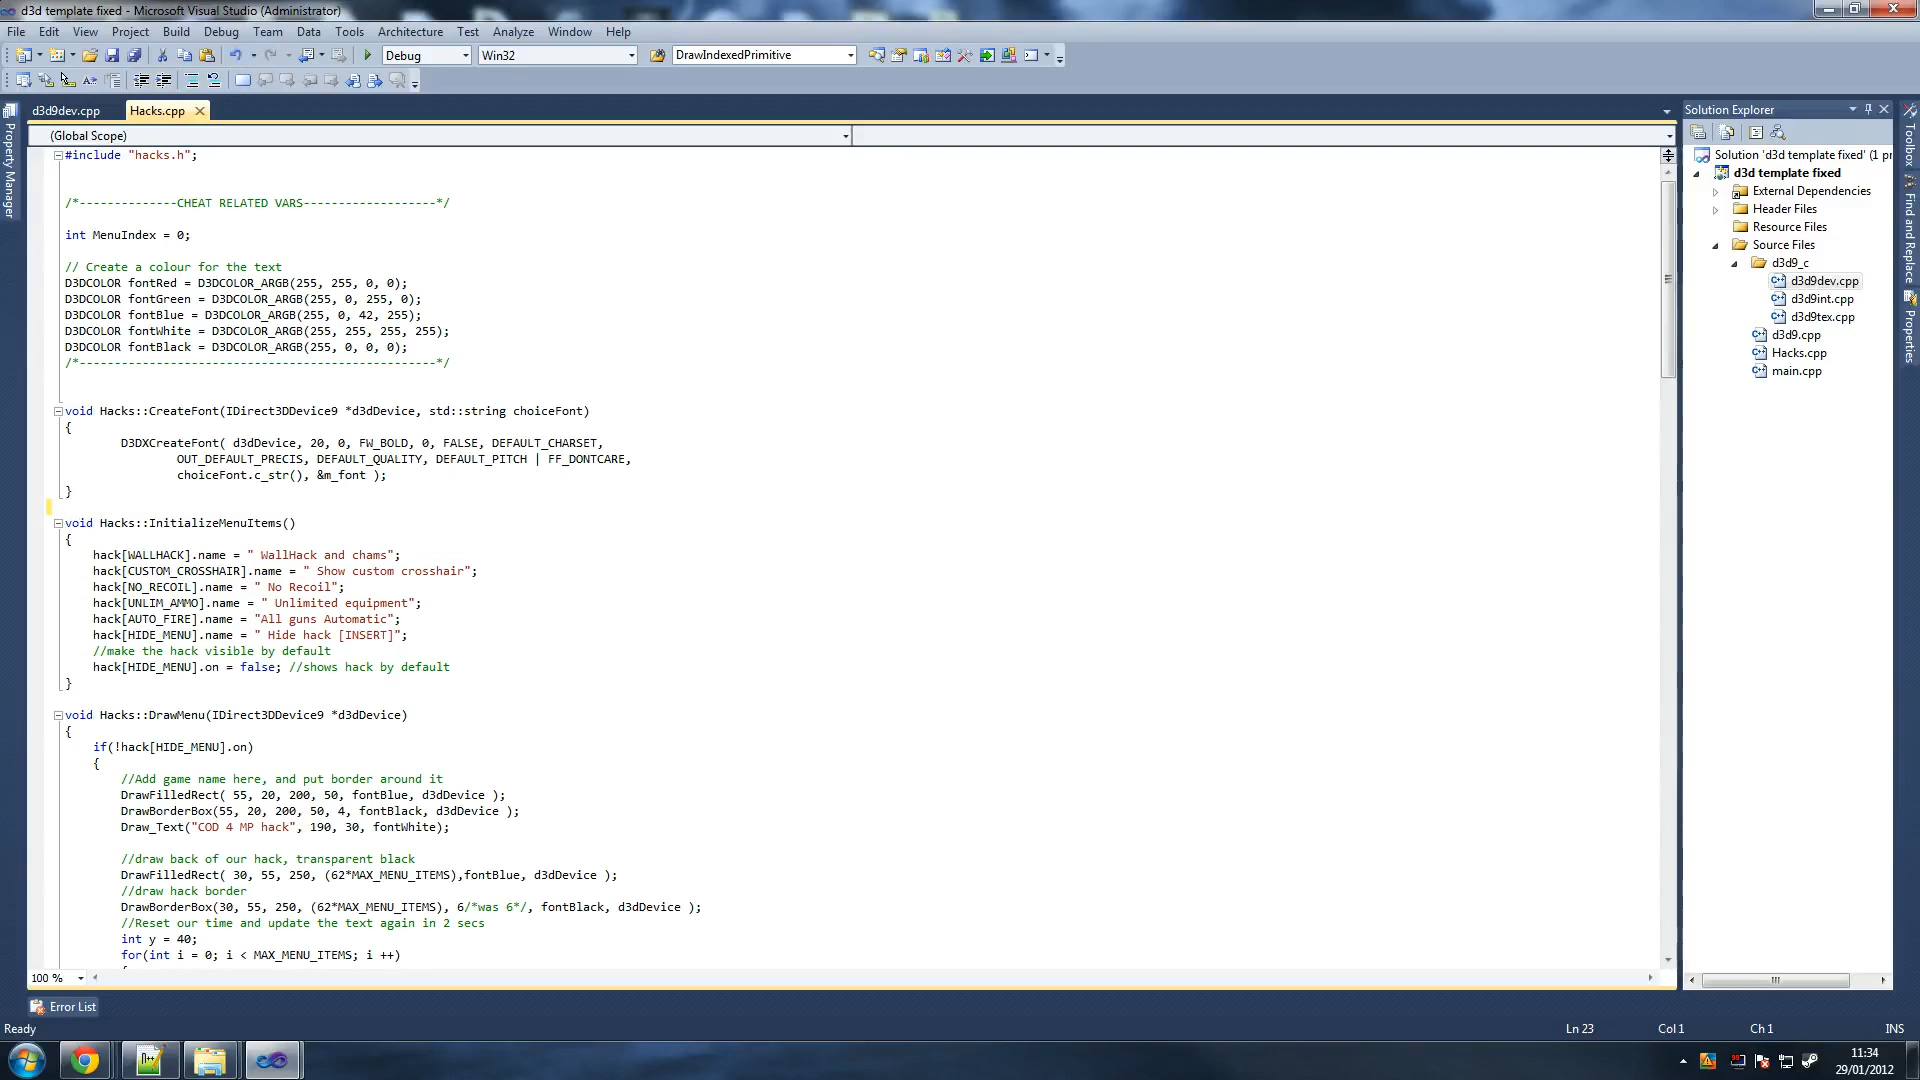 d3d template fixed - Microsoft Visual Studio (Administrator)
File Edit View Project Build Debug Team Data Tools Architecture Test Analyze Window Help
Debug Win32 DrawIndexedPrimitive
d3d9dev.cpp Hacks.cpp
(Global Scope)
#include "hacks.h";
/*--------------CHEAT RELATED VARS-------------------*/
int MenuIndex = 0;
// Create a colour for the text
D3DCOLOR fontRed = D3DCOLOR_ARGB(255, 255, 0, 0);
D3DCOLOR fontGreen = D3DCOLOR_ARGB(255, 0, 255, 0);
D3DCOLOR fontBlue = D3DCOLOR_ARGB(255, 0, 42, 255);
D3DCOLOR fontWhite = D3DCOLOR_ARGB(255, 255, 255, 255);
D3DCOLOR fontBlack = D3DCOLOR_ARGB(255, 0, 0, 0);
/*---------------------------------------------------*/
void Hacks::CreateFont(IDirect3DDevice9 *d3dDevice, std::string choiceFont)
{
D3DXCreateFont( d3dDevice, 20, 0, FW_BOLD, 0, FALSE, DEFAULT_CHARSET,
OUT_DEFAULT_PRECIS, DEFAULT_QUALITY, DEFAULT_PITCH | FF_DONTCARE,
choiceFont.c_str(), &m_font );
}
void Hacks::InitializeMenuItems()
{
hack[WALLHACK].name = " WallHack and chams";
hack[CUSTOM_CROSSHAIR].name = " Show custom crosshair";
hack[NO_RECOIL].name = " No Recoil";
hack[UNLIM_AMMO].name = " Unlimited equipment";
hack[AUTO_FIRE].name = "All guns Automatic";
hack[HIDE_MENU].name = " Hide hack [INSERT]";
//make the hack visible by default
hack[HIDE_MENU].on = false; //shows hack by default
}
void Hacks::DrawMenu(IDirect3DDevice9 *d3dDevice)
{
if(!hack[HIDE_MENU].on)
{
//Add game name here, and put border around it
DrawFilledRect( 55, 20, 200, 50, fontBlue, d3dDevice );
DrawBorderBox(55, 20, 200, 50, 4, fontBlack, d3dDevice );
Draw_Text("COD 4 MP hack", 190, 30, fontWhite);
//draw back of our hack, transparent black
DrawFilledRect( 30, 55, 250, (62*MAX_MENU_ITEMS),fontBlue, d3dDevice );
//draw hack border
DrawBorderBox(30, 55, 250, (62*MAX_MENU_ITEMS), 6/*was 6*/, fontBlack, d3dDevice );
//Reset our time and update the text again in 2 secs
int y = 40;
for(int i = 0; i < MAX_MENU_ITEMS; i ++)
100 %
Error List
Ready
Ln 23 Col 1 Ch 1 INS
Property Manager
Solution Explorer
Solution 'd3d template fixed' (1 pr
d3d template fixed
External Dependencies
Header Files
Resource Files
Source Files
d3d9_c
d3d9dev.cpp
d3d9int.cpp
d3d9tex.cpp
d3d9.cpp
Hacks.cpp
main.cpp
Toolbox
Find and Replace
Properties
11:34
29/01/2012